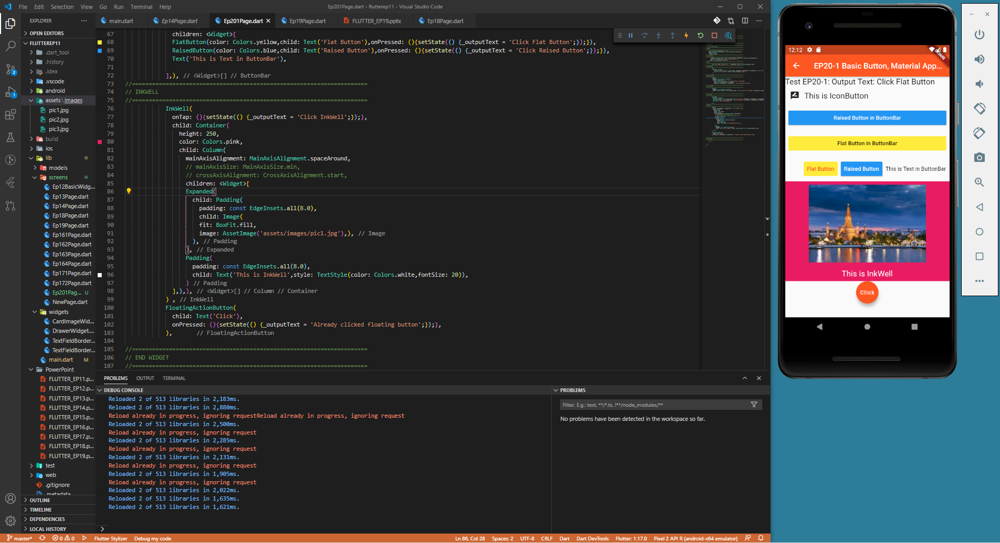 File Edit Selection View Go Run Terminal Help
Ep201Page.dart - flutterep11 - Visual Studio Code
EXPLORER
main.dart
Ep14Page.dart
Ep201Page.dart
Ep19Page.dart
FLUTTER_EP19.pptx
Ep18Page.dart
OPEN EDITORS
FLUTTEREP11
.dart_tool
.history
.idea
.vscode
android
assets\images
pic1.jpg
pic2.jpg
pic3.jpg
build
ios
lib
models
screens
Ep12BasicWidg...
Ep13Page.dart
Ep14Page.dart
Ep18Page.dart
Ep19Page.dart
Ep161Page.dart
Ep162Page.dart
Ep163Page.dart
Ep164Page.dart
Ep171Page.dart
Ep172Page.dart
Ep201Pag... U
NewPage.dart
widgets
CardImageWid...
DrawerWidget....
TextFieldBorder...
TextFieldBorder...
main.dart M
PowerPoint
FLUTTER_EP11.p...
FLUTTER_EP12.p...
FLUTTER_EP13.p...
FLUTTER_EP14.p...
FLUTTER_EP15.p...
FLUTTER_EP16.p...
FLUTTER_EP17.p...
FLUTTER_EP18.p...
FLUTTER_EP19.p...
test
web
.gitignore
.metadata
OUTLINE
TIMELINE
DEPENDENCIES
LOCAL HISTORY
2
1
67 children: <Widget>[
68 FlatButton(color: Colors.yellow,child: Text('Flat Button'),onPressed: (){setState(() {_outputText = 'Click Flat Button';});}),
69 RaisedButton(color: Colors.blue,child: Text('Raised Button'),onPressed: (){setState(() {_outputText = 'Click Raised Button';});}),
70 Text('This is Text in ButtonBar'),
71
72 ],), // <Widget>[] // ButtonBar
73 //======================================================================
74 // INKWELL
75 //======================================================================
76 InkWell(
77 onTap: (){setState(() {_outputText = 'Click InkWell';});},
78 child: Container(
79 height: 250,
80 color: Colors.pink,
81 child: Column(
82 mainAxisAlignment: MainAxisAlignment.spaceAround,
83 // mainAxisSize: MainAxisSize.min,
84 // crossAxisAlignment: CrossAxisAlignment.start,
85 children: <Widget>[
86 Expanded(
87 child: Padding(
88 padding: const EdgeInsets.all(8.0),
89 child: Image(
90 fit: BoxFit.fill,
91 image: AssetImage('assets/images/pic1.jpg'),), // Image
92 ), // Padding
93 ), // Expanded
94 Padding(
95 padding: const EdgeInsets.all(8.0),
96 child: Text('This is InkWell',style: TextStyle(color: Colors.white,fontSize: 20)),
97 ) // Padding
98 ],),), // <Widget>[] // Column // Container
99 ) , // InkWell
100 FloatingActionButton(
101 child: Text('Click'),
102 onPressed: (){setState(() {_outputText = 'Already clicked floating button';});},
103 ), // FloatingActionButton
104
105 //======================================================================
106 // END WIDGET
107 //======================================================================
PROBLEMS OUTPUT TERMINAL
DEBUG CONSOLE
Reloaded 2 of 513 libraries in 2,183ms.
Reloaded 2 of 513 libraries in 2,880ms.
Reload already in progress, ignoring requestReload already in progress, ignoring request
Reloaded 2 of 513 libraries in 2,500ms.
Reload already in progress, ignoring request
Reloaded 2 of 513 libraries in 2,285ms.
Reload already in progress, ignoring request
Reloaded 2 of 513 libraries in 2,131ms.
Reload already in progress, ignoring request
Reloaded 2 of 513 libraries in 1,905ms.
Reload already in progress, ignoring request
Reloaded 2 of 513 libraries in 2,022ms.
Reloaded 2 of 513 libraries in 1,635ms.
Reloaded 2 of 513 libraries in 1,621ms.
PROBLEMS
Filter. E.g.: text, **/*.ts, !**/node_modules/**
No problems have been detected in the workspace so far.
master* 0 0 Flutter Stylizer Debug my code
Ln 86, Col 28 Spaces: 2 UTF-8 CRLF Dart Dart DevTools Flutter: 1.17.0 Pixel 2 API R (android-x64 emulator)
12:12
DEBUG
EP20-1 Basic Button, Material App...
Test EP20-1: Output Text: Click Flat Button
This is IconButton
Raised Button in ButtonBar
Flat Button in ButtonBar
Flat Button
Raised Button
This is Text in ButtonBar
This is InkWell
Click